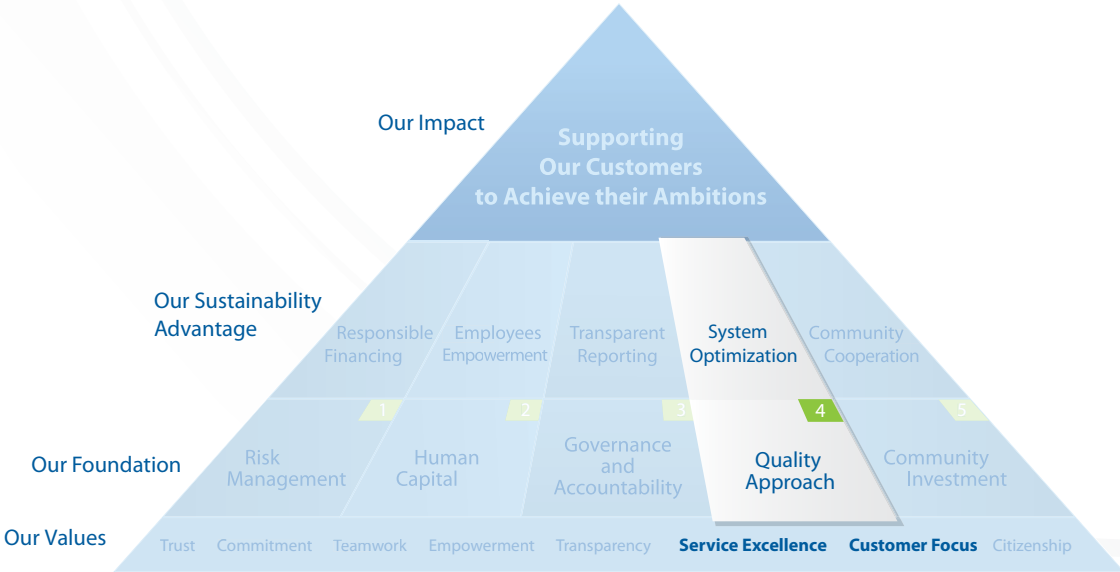 Our Impact
Supporting
Our Customers
to Achieve their Ambitions
Our Sustainability
Advantage
Responsible
Financing
Employees
Empowerment
Transparent
Reporting
System
Optimization
Community
Cooperation
1
2
3
4
5
Our Foundation
Risk
Management
Human
Capital
Governance
and
Accountability
Quality
Approach
Community
Investment
Our Values
Trust Commitment Teamwork Empowerment Transparency Service Excellence Customer Focus Citizenship